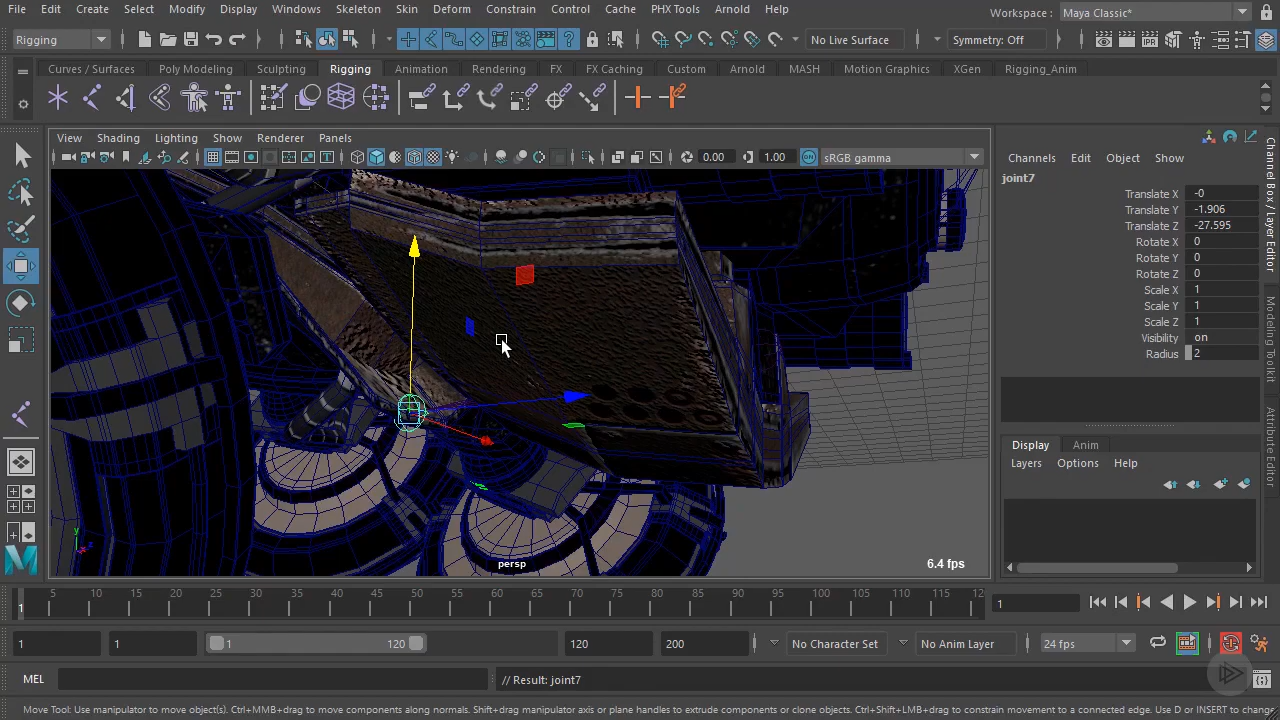 File Edit Create Select Modify Display Windows Skeleton Skin Deform Constrain Control Cache PHX Tools Arnold Help
Workspace : Maya Classic*
Rigging No Live Surface Symmetry: Off
Curves / Surfaces Poly Modeling Sculpting Rigging Animation Rendering FX FX Caching Custom Arnold MASH Motion Graphics XGen Rigging_Anim
View Shading Lighting Show Renderer Panels
0.00 1.00 ON sRGB gamma
Channels Edit Object Show
joint7
Translate X -0
Translate Y -1.906
Translate Z -27.595
Rotate X 0
Rotate Y 0
Rotate Z 0
Scale X 1
Scale Y 1
Scale Z 1
Visibility on
Radius 2
Channel Box / Layer Editor
Modeling Toolkit
Attribute Editor
Display Anim
Layers Options Help
y
x
z
persp
6.4 fps
5 10 15 20 25 30 35 40 45 50 55 60 65 70 75 80 85 90 95 100 105 110 115 12
1
1
1 1 1 120 120 200 No Character Set No Anim Layer 24 fps
MEL // Result: joint7
Move Tool: Use manipulator to move object(s). Ctrl+MMB+drag to move components along normals. Shift+drag manipulator axis or plane handles to extrude components or clone objects. Ctrl+Shift+LMB+drag to constrain movement to a connected edge. Use D or INSERT to change